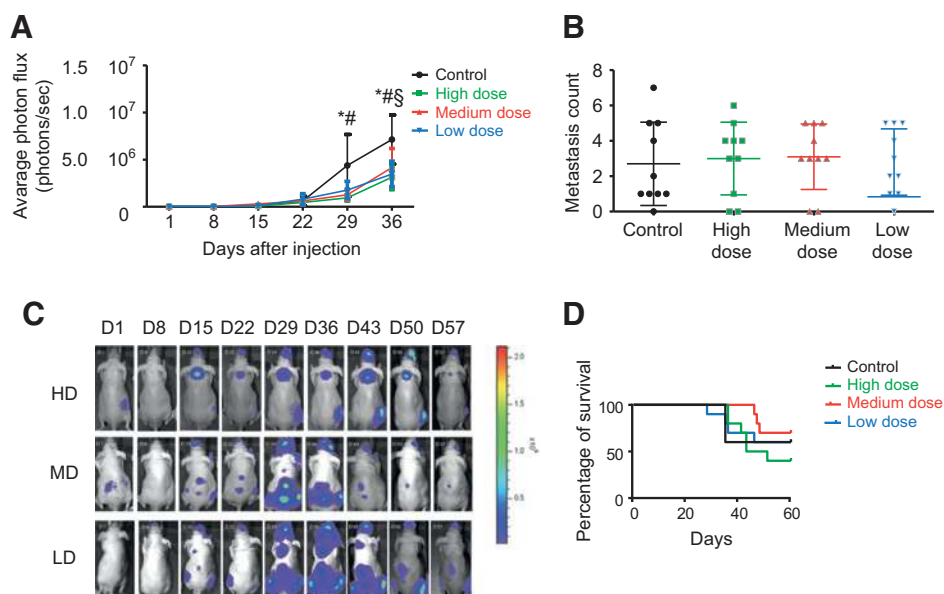 A
Avarage photon flux
(photons/sec)
1.5 10⁷
1.0 10⁷
5.0 10⁶
0
1 8 15 22 29 36
Days after injection
*#
*#§
Control
High dose
Medium dose
Low dose
B
Metastasis count
8
6
4
2
0
Control High dose Medium dose Low dose
C
D1 D8 D15 D22 D29 D36 D43 D50 D57
HD
MD
LD
2.0
1.5
0.5
D
Percentage of survival
100
50
0
0 20 40 60
Days
Control
High dose
Medium dose
Low dose